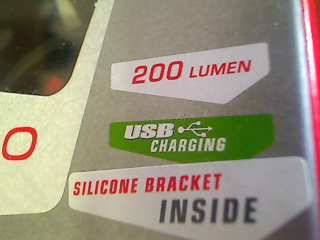 200 LUMEN
USB
CHARGING
O
SILICONE BRACKET
INSIDE